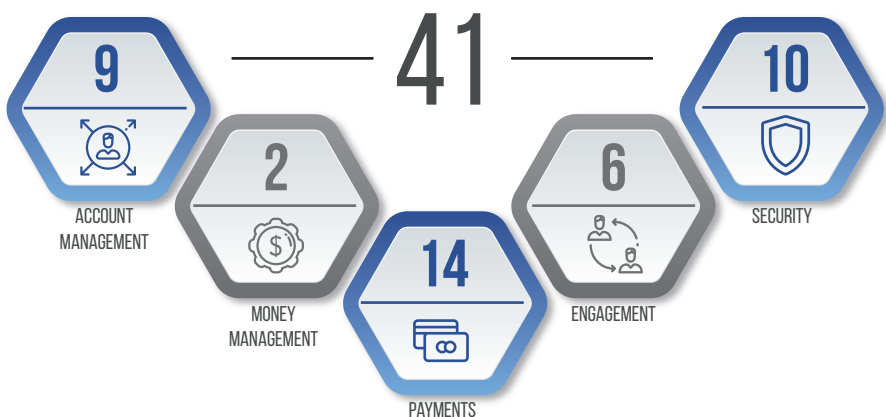 41
9
ACCOUNT
MANAGEMENT
2
$
MONEY
MANAGEMENT
14
PAYMENTS
6
ENGAGEMENT
10
SECURITY